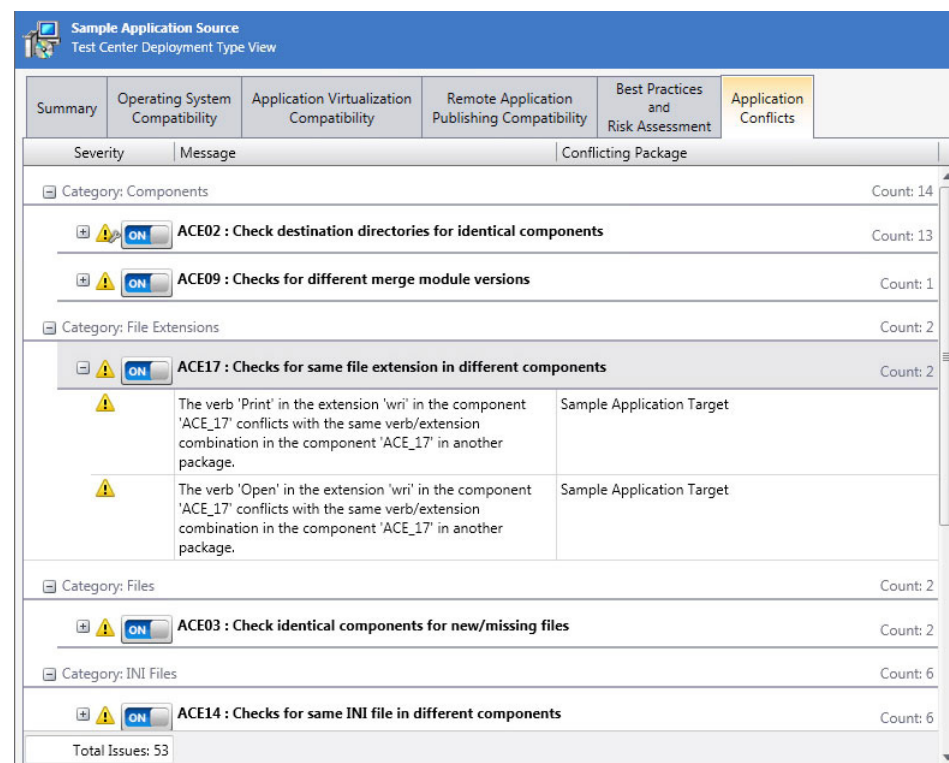 Sample Application Source
Test Center Deployment Type View
Summary
Operating System
Compatibility
Application Virtualization
Compatibility
Remote Application
Publishing Compatibility
Best Practices
and
Risk Assessment
Application
Conflicts
Severity Message Conflicting Package
Category: Components Count: 14
ON ACE02 : Check destination directories for identical components Count: 13
ON ACE09 : Checks for different merge module versions Count: 1
Category: File Extensions Count: 2
ON ACE17 : Checks for same file extension in different components Count: 2
The verb 'Print' in the extension 'wri' in the component Sample Application Target
'ACE_17' conflicts with the same verb/extension
combination in the component 'ACE_17' in another
package.
The verb 'Open' in the extension 'wri' in the component Sample Application Target
'ACE_17' conflicts with the same verb/extension
combination in the component 'ACE_17' in another
package.
Category: Files Count: 2
ON ACE03 : Check identical components for new/missing files Count: 2
Category: INI Files Count: 6
ON ACE14 : Checks for same INI file in different components Count: 6
Total Issues: 53